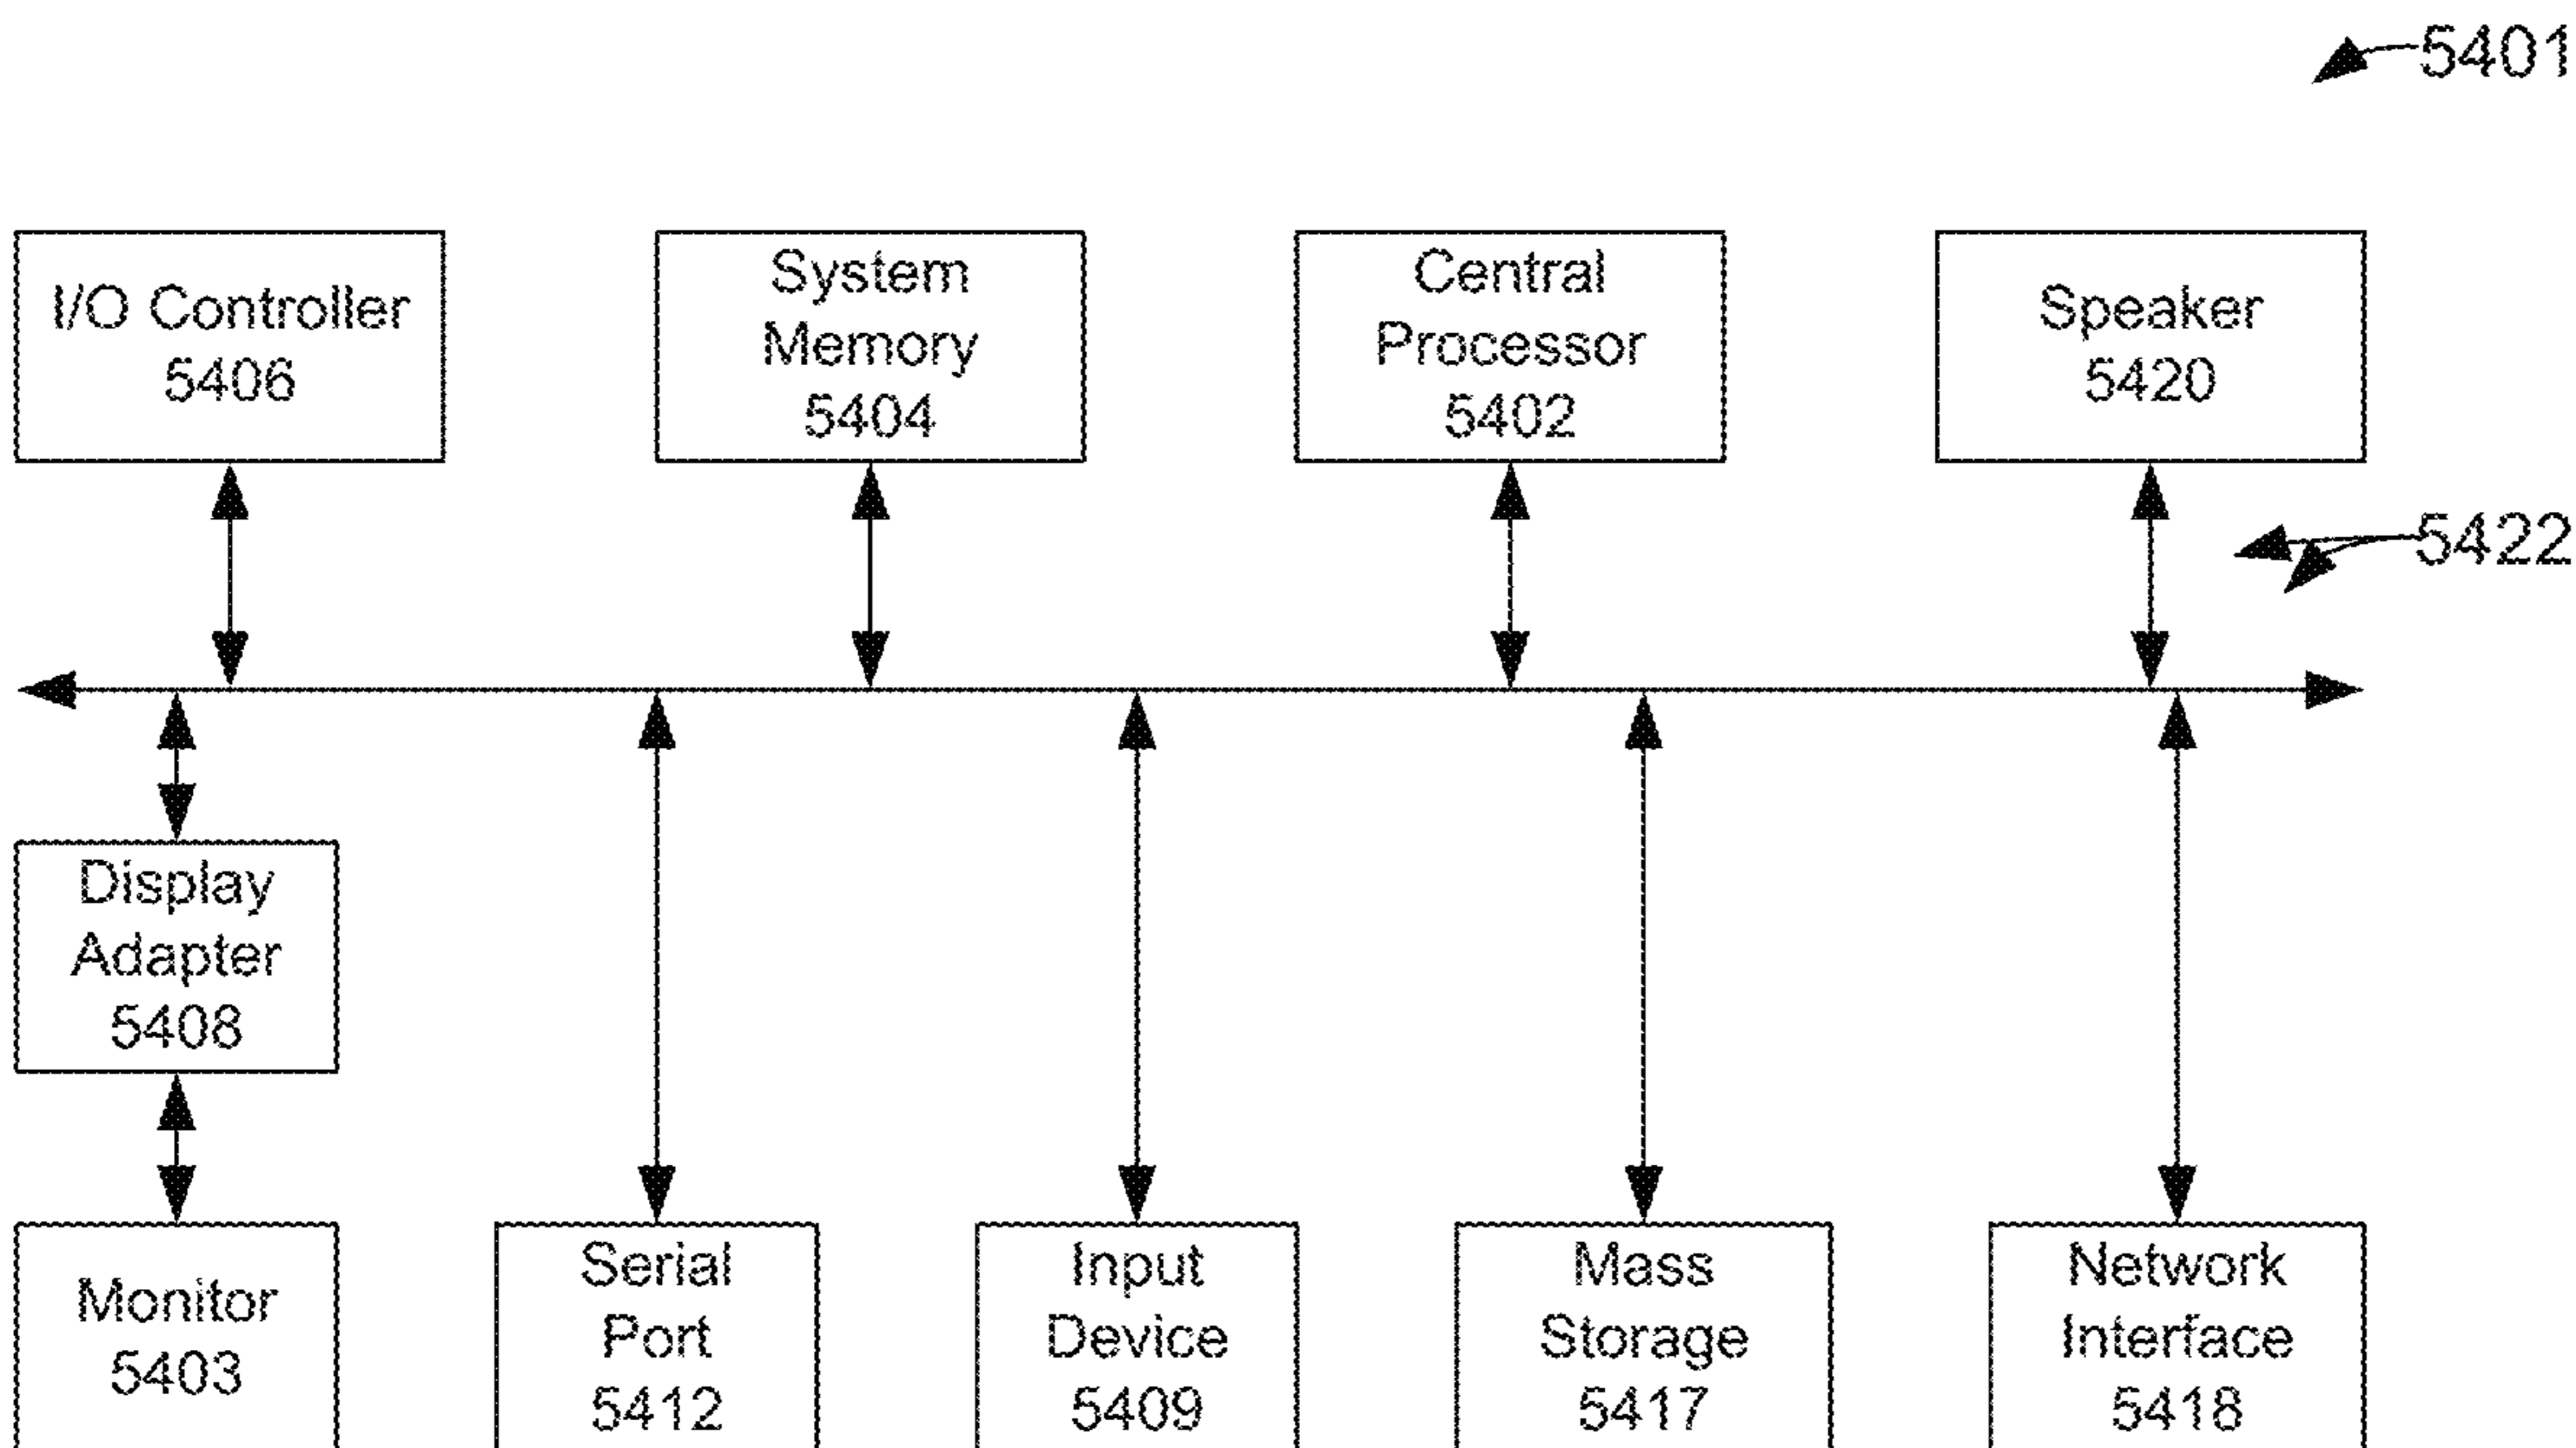 5401
I/O Controller
5406
System
Memory
5404
Central
Processor
5402
Speaker
5420
5422
Display
Adapter
5408
Monitor
5403
Serial
Port
5412
Input
Device
5409
Mass
Storage
5417
Network
Interface
5418